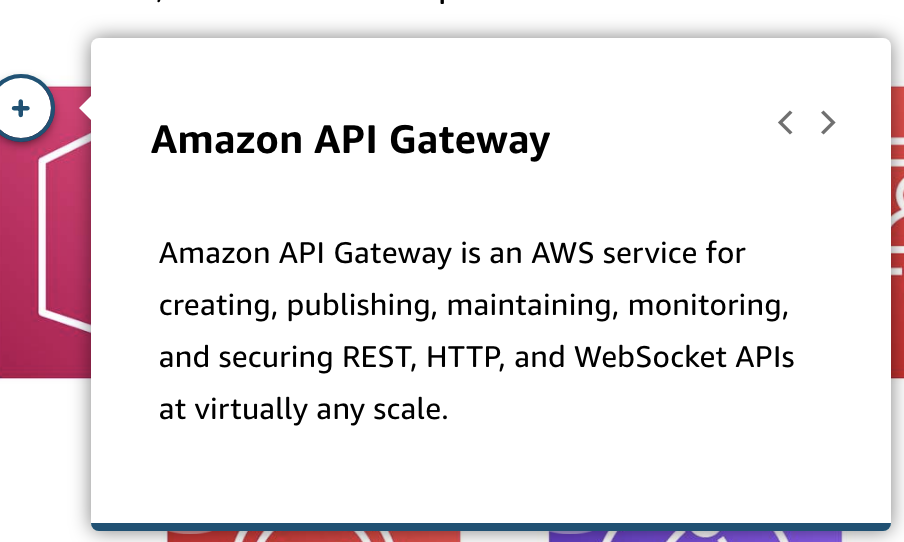 Amazon API Gateway
Amazon API Gateway is an AWS service for
creating, publishing, maintaining, monitoring,
and securing REST, HTTP, and WebSocket APIs
at virtually any scale.